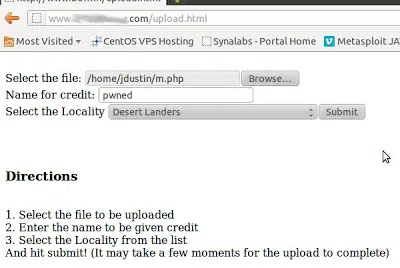 www. .com/upload.html
Most Visited CentOS VPS Hosting Synalabs - Portal Home Metasploit JA
Select the file: /home/jdustin/m.php Browse...
Name for credit: pwned
Select the Locality Desert Landers Submit
Directions
1. Select the file to be uploaded
2. Enter the name to be given credit
3. Select the Locality from the list
And hit submit! (It may take a few moments for the upload to complete)